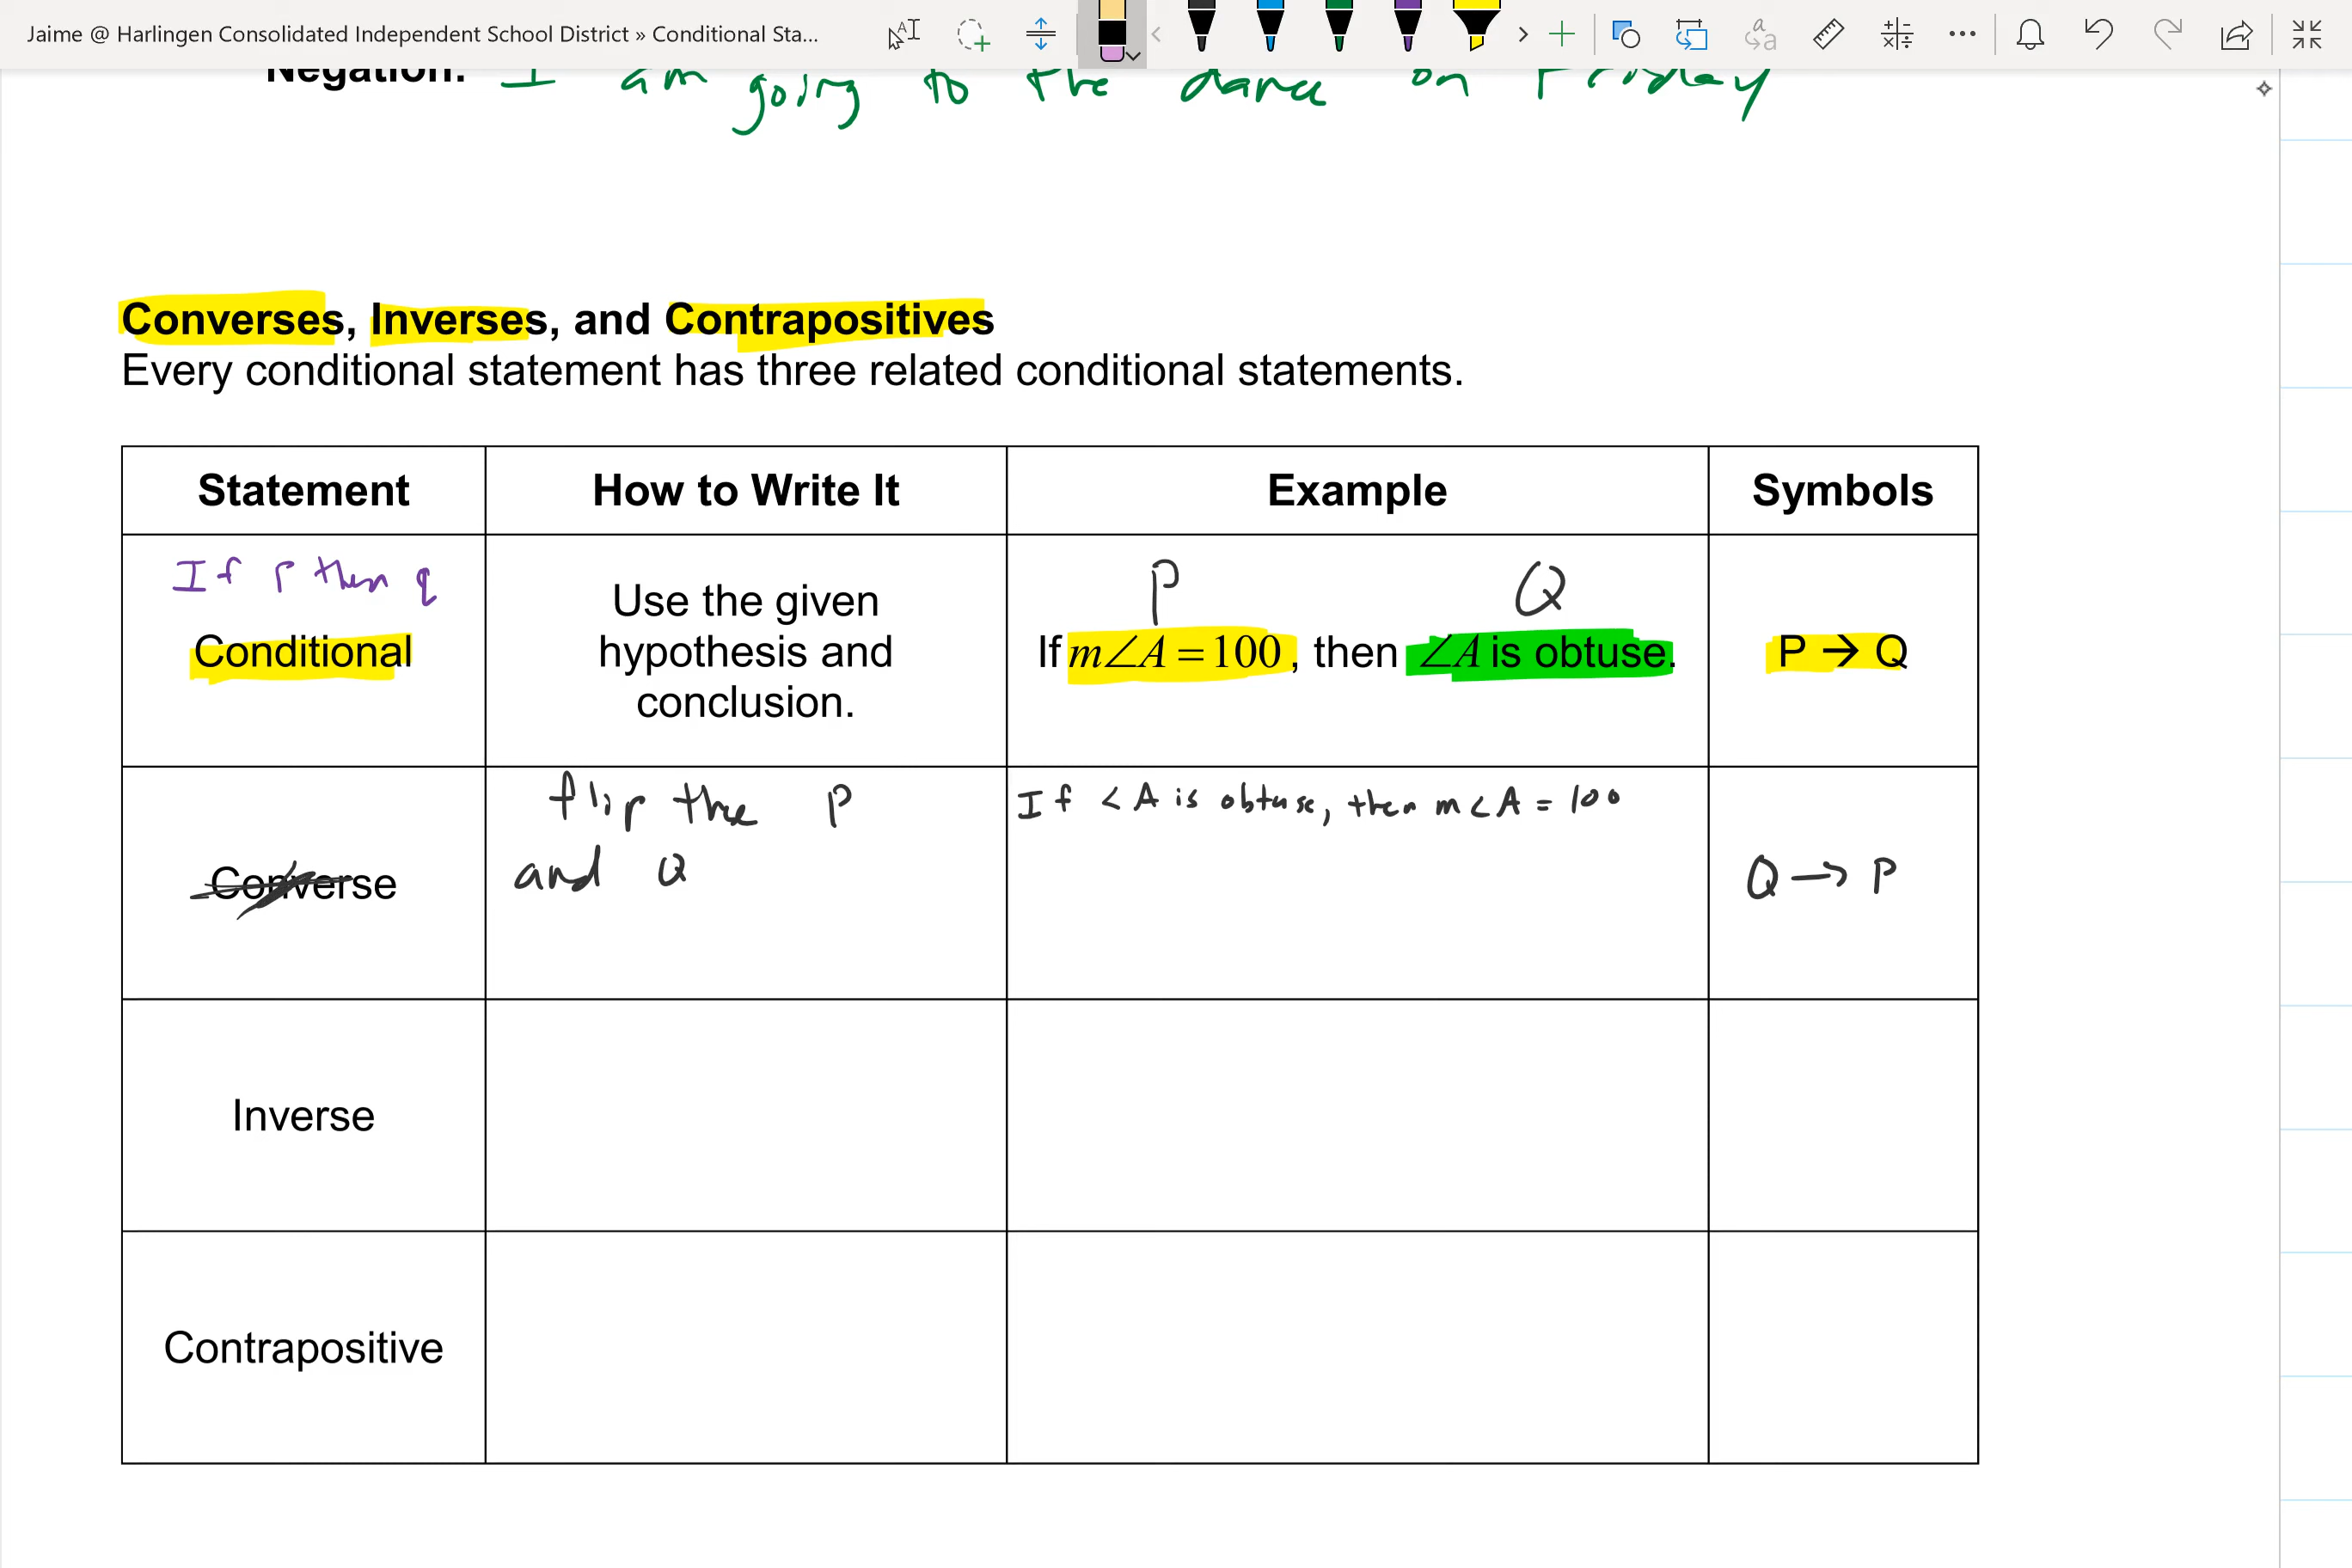 Jaime @ Harlingen Consolidated Independent School District » Conditional Sta...
Negation: I am going to the dance on Friday
Converses, Inverses, and Contrapositives
Every conditional statement has three related conditional statements.
Statement
How to Write It
Example
Symbols
If p then q
Conditional
Use the given
hypothesis and
conclusion.
P Q
If m∠A = 100, then ∠A is obtuse.
P → Q
Converse
flip the P
and Q
If <A is obtuse, then m<A = 100
Q → P
Inverse
Contrapositive